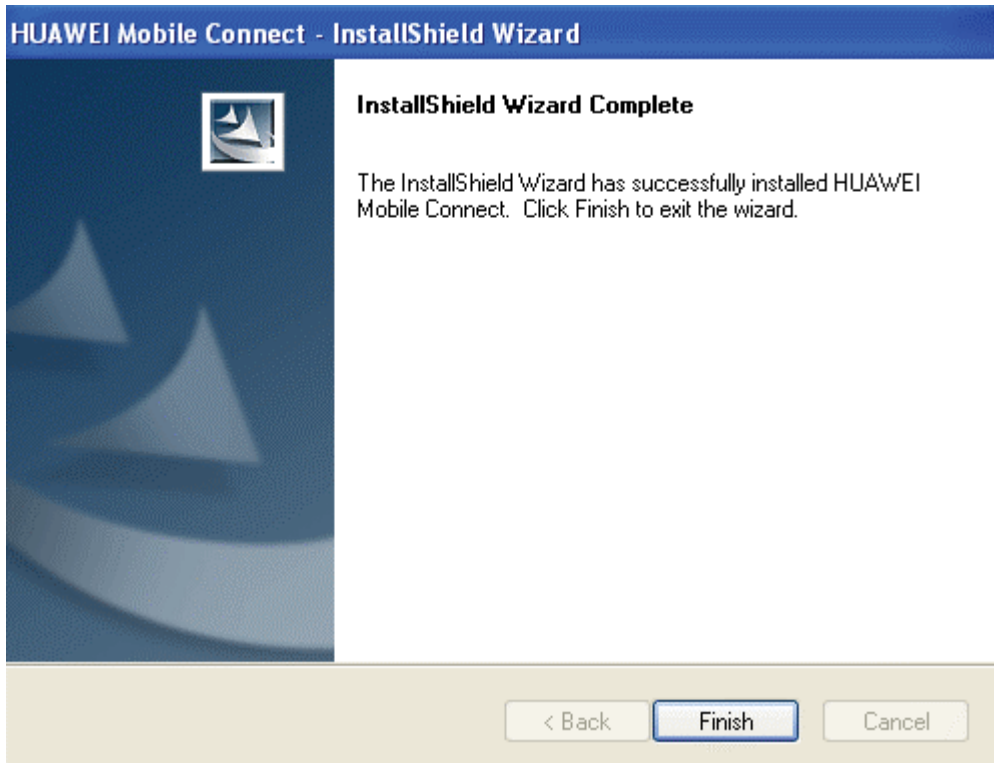 HUAWEI Mobile Connect - InstallShield Wizard
InstallShield Wizard Complete
The InstallShield Wizard has successfully installed HUAWEI
Mobile Connect. Click Finish to exit the wizard.
< Back Finish Cancel